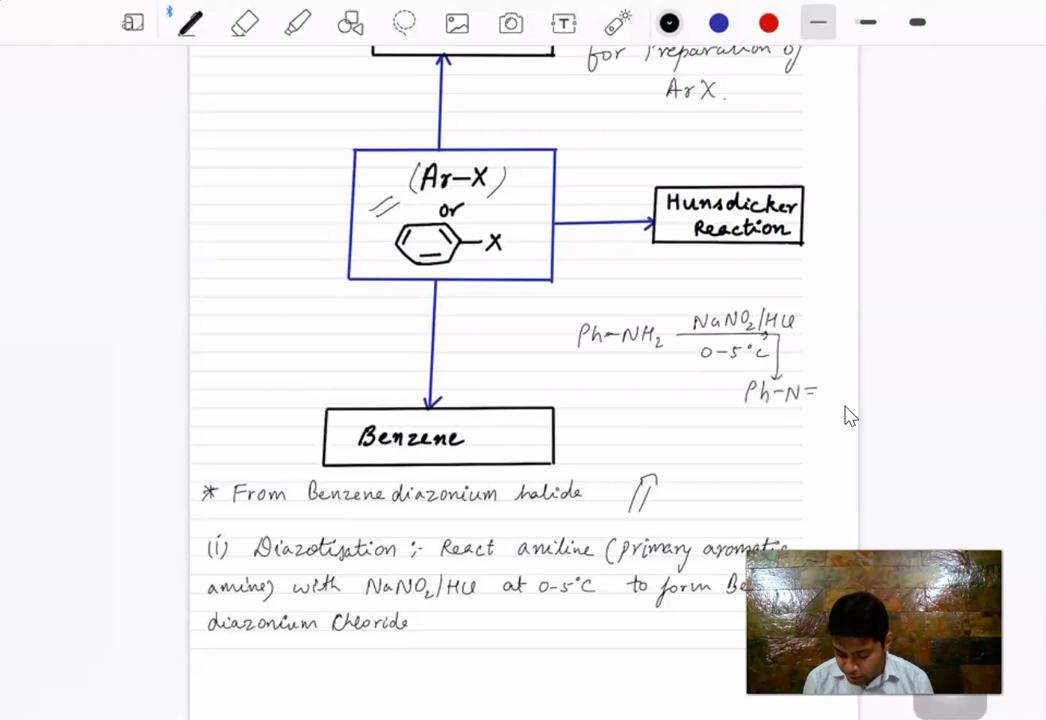 for Preparation of
ArX.
(Ar-X)
or
X
Hunsdicker
Reaction
Ph-NH₂ NaNO₂/HCl
0-5°C
Ph-N=
Benzene
* From Benzene diazonium halide
(i) Diazotisation :- React aniline (primary aromatic
amine) with NaNO₂/HCl at 0-5°C to form Be
diazonium Chloride